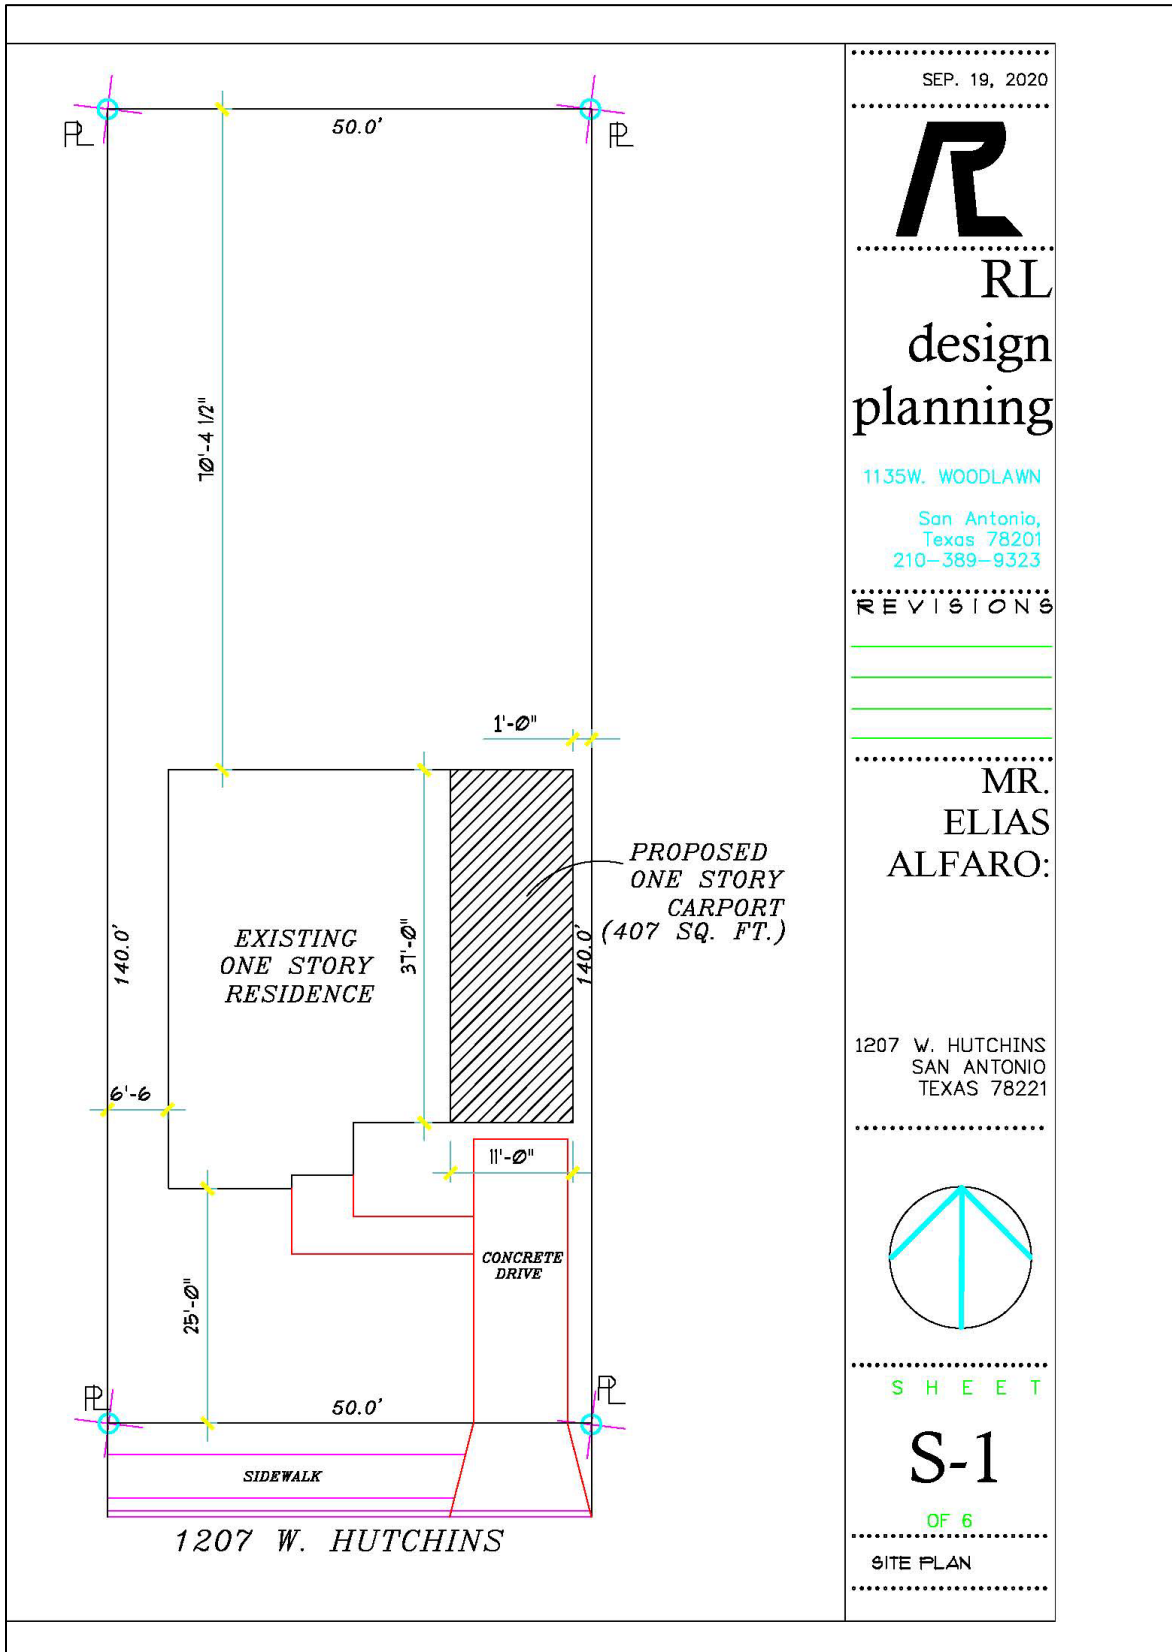 50.0'
PL
PL
70'-4 1/2"
1'-0"
PROPOSED
ONE STORY
CARPORT
(407 SQ. FT.)
EXISTING
ONE STORY
RESIDENCE
37'-0"
140.0'
140.0'
6'-6
11'-0"
CONCRETE
DRIVE
25'-0"
PL
PL
50.0'
SIDEWALK
1207 W. HUTCHINS
SEP. 19, 2020
RL
RL
design
planning
1135W. WOODLAWN
San Antonio,
Texas 78201
210-389-9323
REVISIONS
MR.
ELIAS
ALFARO:
1207 W. HUTCHINS
SAN ANTONIO
TEXAS 78221
SHEET
S-1
OF 6
SITE PLAN